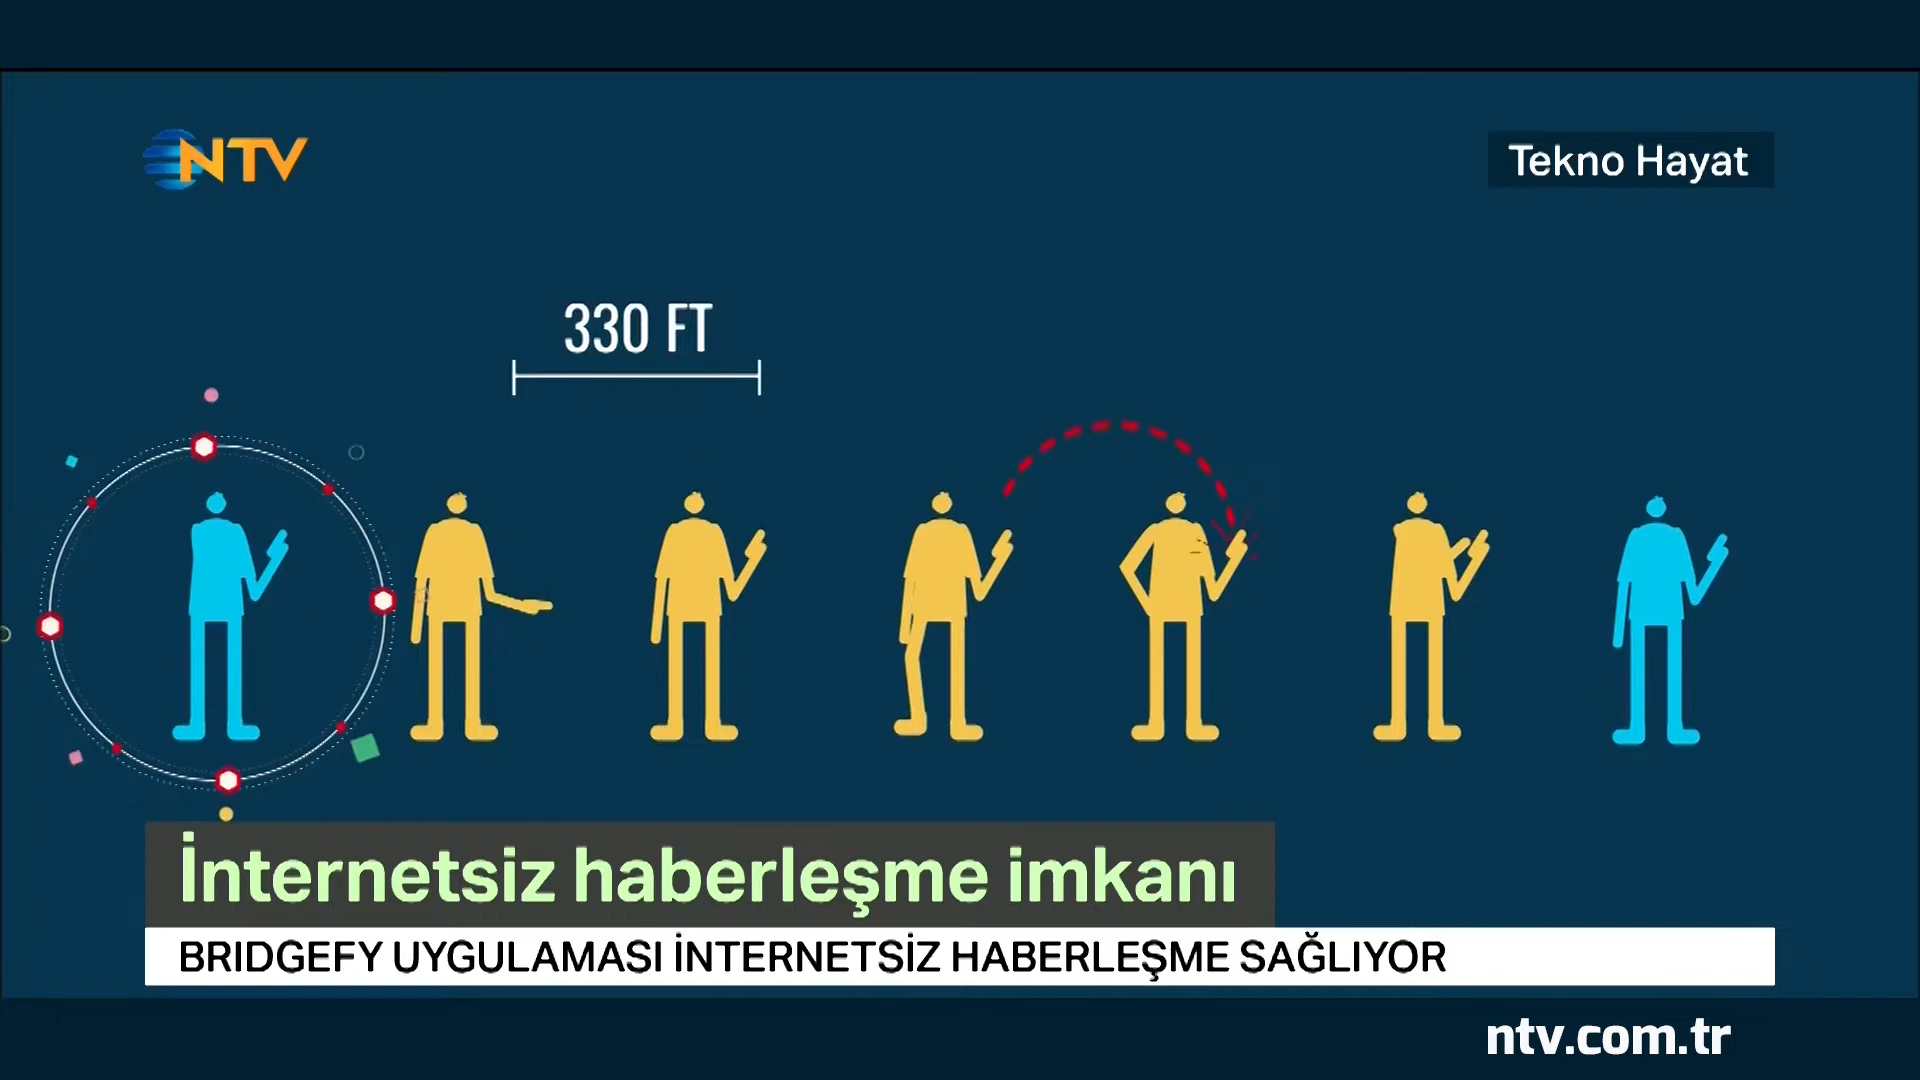 NTV
Tekno Hayat
330 FT
İnternetsiz haberleşme imkanı
BRIDGEFY UYGULAMASI İNTERNETSİZ HABERLEŞME SAĞLIYOR
ntv.com.tr